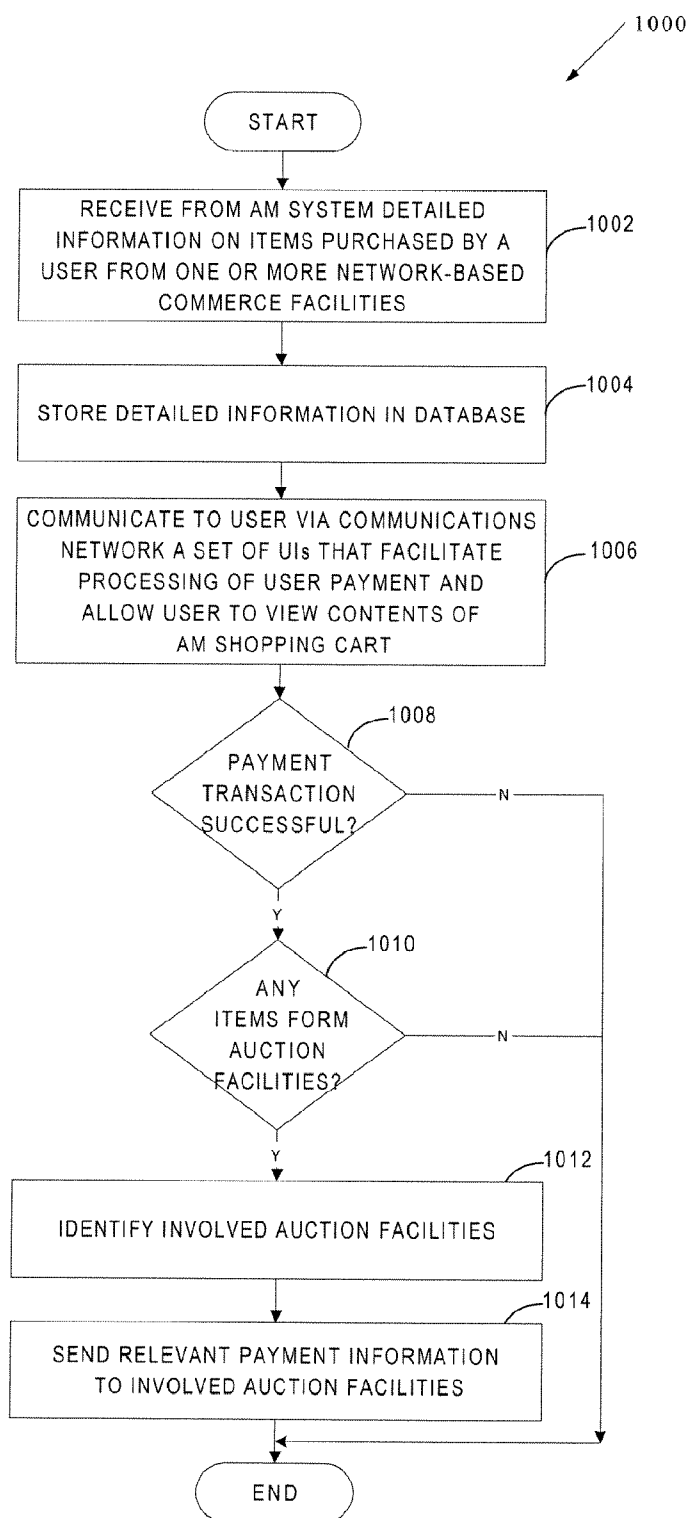 1000
START
RECEIVE FROM AM SYSTEM DETAILED
INFORMATION ON ITEMS PURCHASED BY A
USER FROM ONE OR MORE NETWORK-BASED
COMMERCE FACILITIES
1002
STORE DETAILED INFORMATION IN DATABASE
1004
COMMUNICATE TO USER VIA COMMUNICATIONS
NETWORK A SET OF UIs THAT FACILITATE
PROCESSING OF USER PAYMENT AND
ALLOW USER TO VIEW CONTENTS OF
AM SHOPPING CART
1006
PAYMENT
TRANSACTION
SUCCESSFUL?
1008
N
Y
ANY
ITEMS FORM
AUCTION
FACILITIES?
1010
N
Y
IDENTIFY INVOLVED AUCTION FACILITIES
1012
SEND RELEVANT PAYMENT INFORMATION
TO INVOLVED AUCTION FACILITIES
1014
END